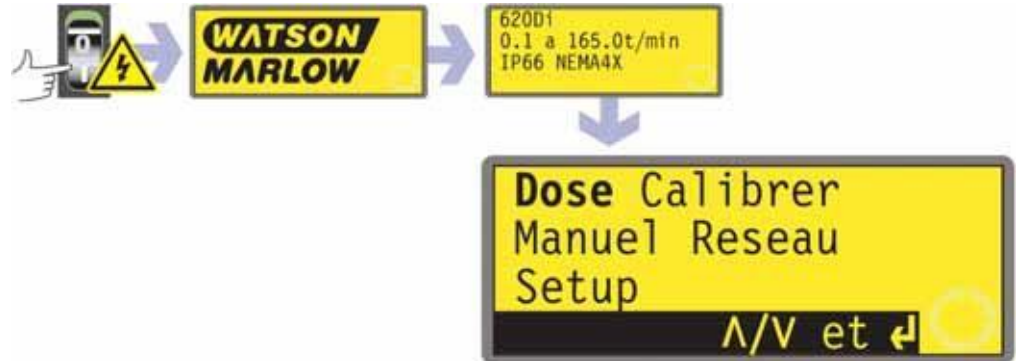 WATSON
MARLOW
620Di
0.1 a 165.0t/min
IP66 NEMA4X
Dose Calibrer
Manuel Reseau
Setup
Λ/V et ↲